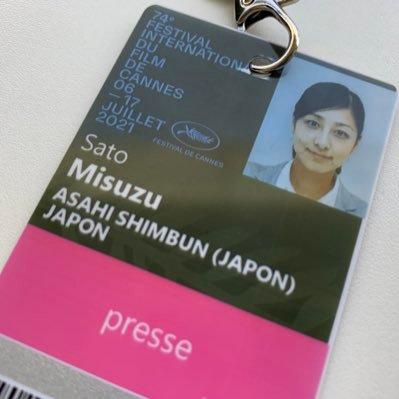 74e
FESTIVAL
INTERNATIONAL
DU
FILM
DE
CANNES
06
—17
JUILLET
2021
FESTIVAL DE CANNES
Sato
Misuzu
ASAHI SHIMBUN (JAPON)
JAPON
presse